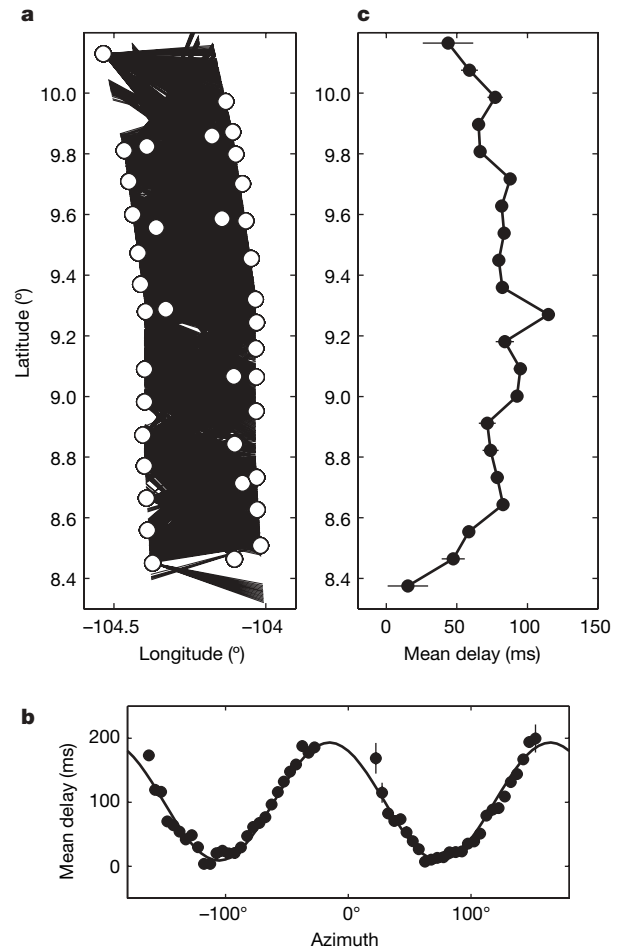 a
10.0
9.8
9.6
9.4
9.2
9.0
8.8
8.6
8.4
Latitude (º)
−104.5 −104
Longitude (º)
c
10.0
9.8
9.6
9.4
9.2
9.0
8.8
8.6
8.4
0 50 100 150
Mean delay (ms)
b
200
100
0
Mean delay (ms)
−100° 0° 100°
Azimuth